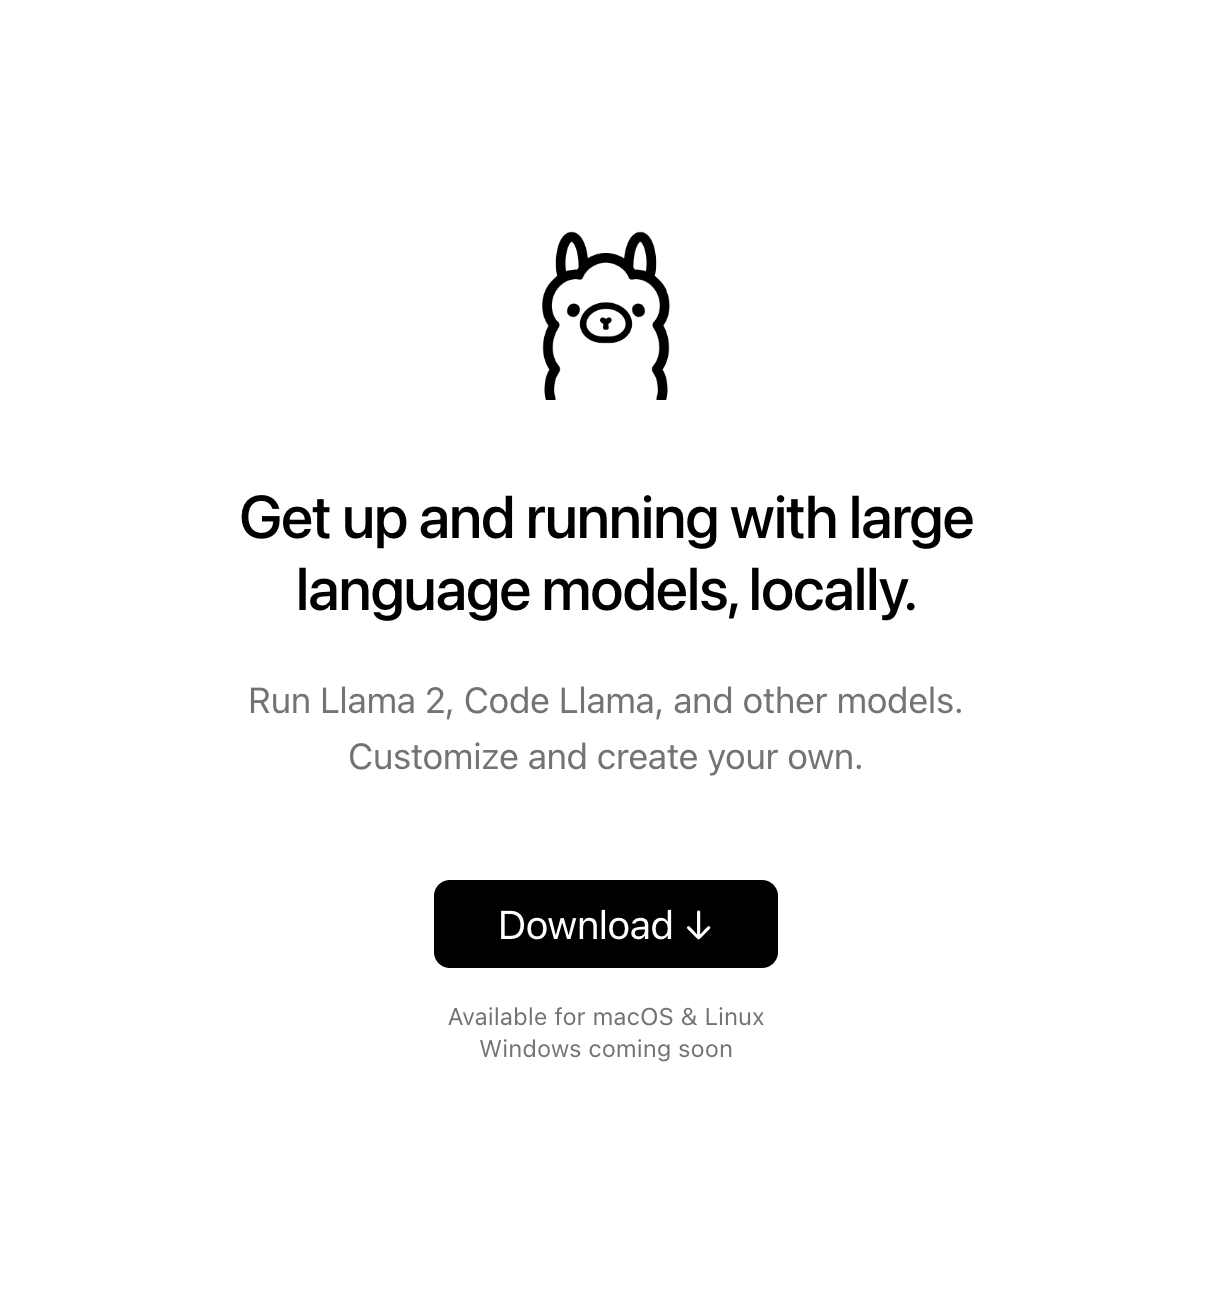 Get up and running with large
language models, locally.
Run Llama 2, Code Llama, and other models.
Customize and create your own.
Download ↓
Available for macOS & Linux
Windows coming soon